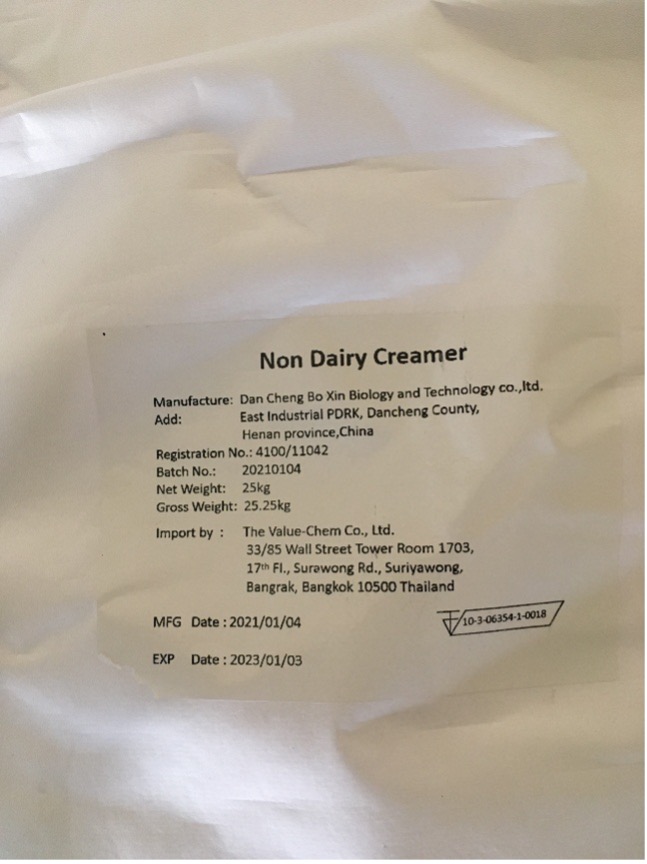 Non Dairy Creamer
Manufacture: Dan Cheng Bo Xin Biology and Technology co.,ltd.
Add: East Industrial PDRK, Dancheng County,
Henan province,China
Registration No.: 4100/11042
Batch No.: 20210104
Net Weight: 25kg
Gross Weight: 25.25kg
Import by : The Value-Chem Co., Ltd.
33/85 Wall Street Tower Room 1703,
17th Fl., Surawong Rd., Suriyawong,
Bangrak, Bangkok 10500 Thailand
MFG Date : 2021/01/04
10-3-06354-1-0018
EXP Date : 2023/01/03